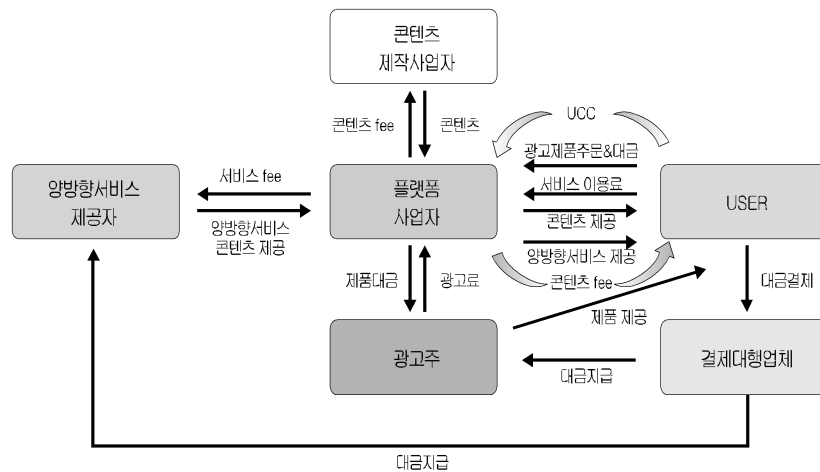 콘텐츠
제작사업자
UCC
콘텐츠 fee
콘텐츠
광고제품주문&대금
서비스 fee
서비스 이용료
양방향서비스
제공자
플랫폼
사업자
USER
콘텐츠 제공
양방향서비스
콘텐츠 제공
양방향서비스 제공
제품대금
광고료
콘텐츠 fee
대금결제
제품 제공
광고주
결제대행업체
대금지급
대금지급